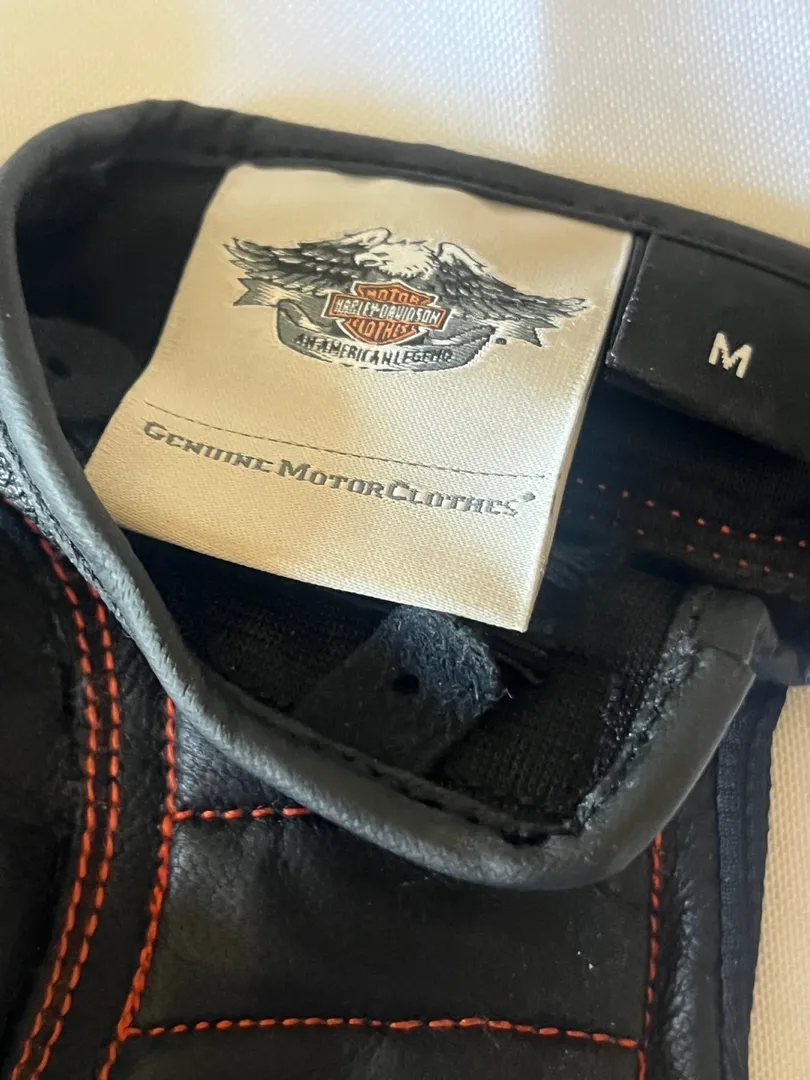 MOTOR
HARLEY-DAVIDSON
CLOTHES
AN AMERICAN LEGEND
GENUINE MOTORCLOTHES®
M